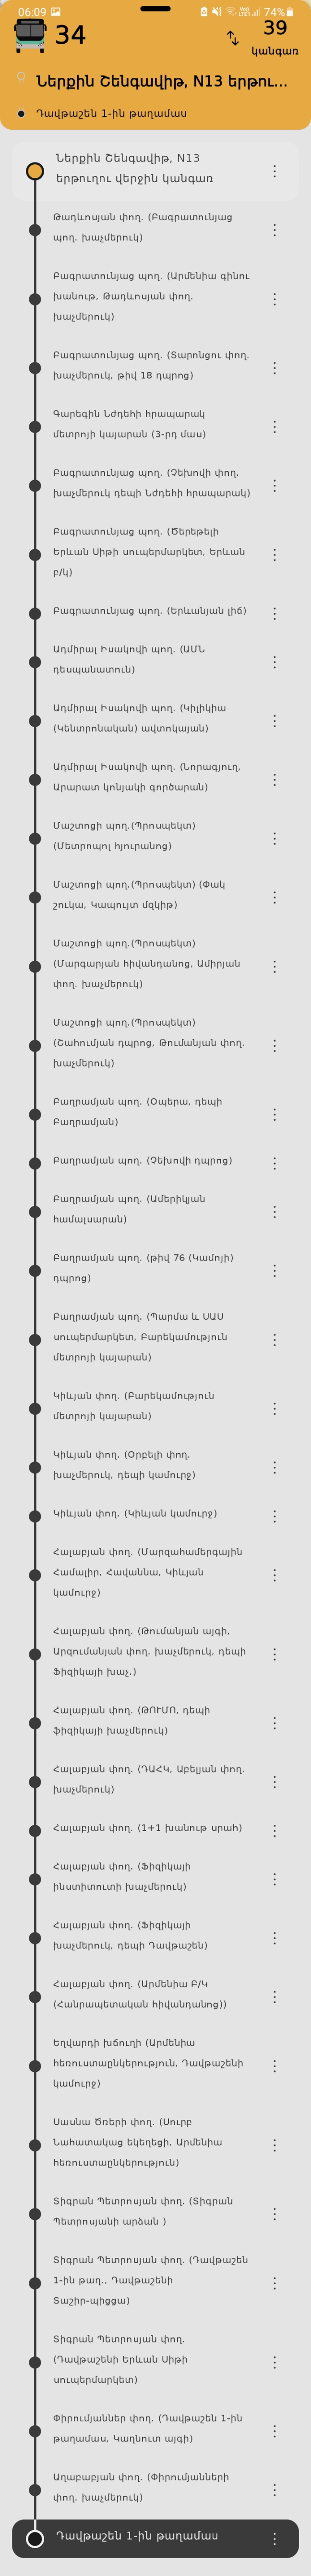 06:09
74%
34
39
կանգառ
Ներքին Շենգավիթ, N13 երթու...
Դավթաշեն 1-ին թաղամաս
Ներքին Շենգավիթ, N13
երթուղու վերջին կանգառ
Թադևոսյան փող. (Բագրատունյաց
պող. խաչմերուկ)
Բագրատունյաց պող. (Արմենիա գինու
խանութ, Թադևոսյան փող.
խաչմերուկ)
Բագրատունյաց պող. (Տարոնցու փող.
խաչմերուկ, թիվ 18 դպրոց)
Գարեգին Նժդեհի հրապարակ
մետրոյի կայարան (3-րդ մաս)
Բագրատունյաց պող. (Չեխովի փող.
խաչմերուկ դեպի Նժդեհի հրապարակ)
Բագրատունյաց պող. (Ծերեթելի
Երևան Սիթի սուպերմարկետ, Երևան
բ/կ)
Բագրատունյաց պող. (Երևանյան լիճ)
Ադմիրալ Իսակովի պող. (ԱՄՆ
դեսպանատուն)
Ադմիրալ Իսակովի պող. (Կիլիկիա
(Կենտրոնական) ավտոկայան)
Ադմիրալ Իսակովի պող. (Նորագյուղ,
Արարատ կոնյակի գործարան)
Մաշտոցի պող.(Պրոսպեկտ)
(Մետրոպոլ հյուրանոց)
Մաշտոցի պող.(Պրոսպեկտ) (Փակ
շուկա, Կապույտ մզկիթ)
Մաշտոցի պող.(Պրոսպեկտ)
(Մարգարյան հիվանդանոց, Ամիրյան
փող. խաչմերուկ)
Մաշտոցի պող.(Պրոսպեկտ)
(Շահումյան դպրոց, Թումանյան փող.
խաչմերուկ)
Բաղրամյան պող. (Օպերա, դեպի
Բաղրամյան)
Բաղրամյան պող. (Չեխովի դպրոց)
Բաղրամյան պող. (Ամերիկյան
համալսարան)
Բաղրամյան պող. (թիվ 76 (Կամոյի)
դպրոց)
Բաղրամյան պող. (Պարմա և ՍԱՍ
սուպերմարկետ, Բարեկամություն
մետրոյի կայարան)
Կիևյան փող. (Բարեկամություն
մետրոյի կայարան)
Կիևյան փող. (Օրբելի փող.
խաչմերուկ, դեպի կամուրջ)
Կիևյան փող. (Կիևյան կամուրջ)
Հալաբյան փող. (Մարզահամերգային
Համալիր, Հավաննա, Կիևյան
կամուրջ)
Հալաբյան փող. (Թումանյան այգի,
Արզումանյան փող. խաչմերուկ, դեպի
Ֆիզիկայի խաչ.)
Հալաբյան փող. (ԹՈՒՄՈ, դեպի
ֆիզիկայի խաչմերուկ)
Հալաբյան փող. (ԴԱՀԿ, Աբելյան փող.
խաչմերուկ)
Հալաբյան փող. (1+1 խանութ սրահ)
Հալաբյան փող. (Ֆիզիկայի
ինստիտուտի խաչմերուկ)
Հալաբյան փող. (Ֆիզիկայի
խաչմերուկ, դեպի Դավթաշեն)
Հալաբյան փող. (Արմենիա Բ/Կ
(Հանրապետական հիվանդանոց))
Եղվարդի խճուղի (Արմենիա
հեռուստաընկերություն, Դավթաշենի
կամուրջ)
Սասնա Ծռերի փող. (Սուրբ
Նահատակաց եկեղեցի, Արմենիա
հեռուստաընկերություն)
Տիգրան Պետրոսյան փող. (Տիգրան
Պետրոսյանի արձան )
Տիգրան Պետրոսյան փող. (Դավթաշեն
1-ին թաղ., Դավթաշենի
Տաշիր-պիցցա)
Տիգրան Պետրոսյան փող.
(Դավթաշենի Երևան Սիթի
սուպերմարկետ)
Փիրումյաններ փող. (Դավթաշեն 1-ին
թաղամաս, Կաղնուտ այգի)
Աղաբաբյան փող. (Փիրումյանների
փող. խաչմերուկ)
Դավթաշեն 1-ին թաղամաս